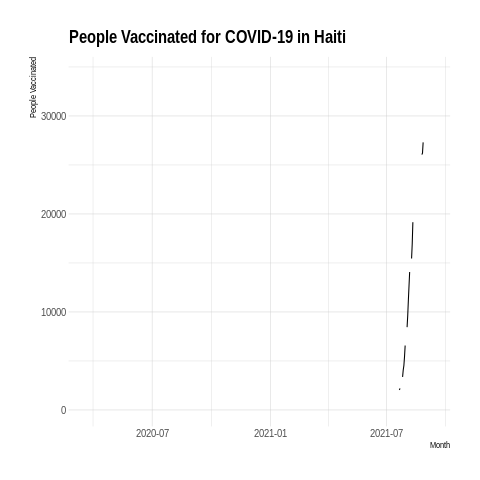 People Vaccinated for COVID-19 in Haiti
People Vaccinated
30000
20000
10000
0
2020-07
2021-01
2021-07
Month